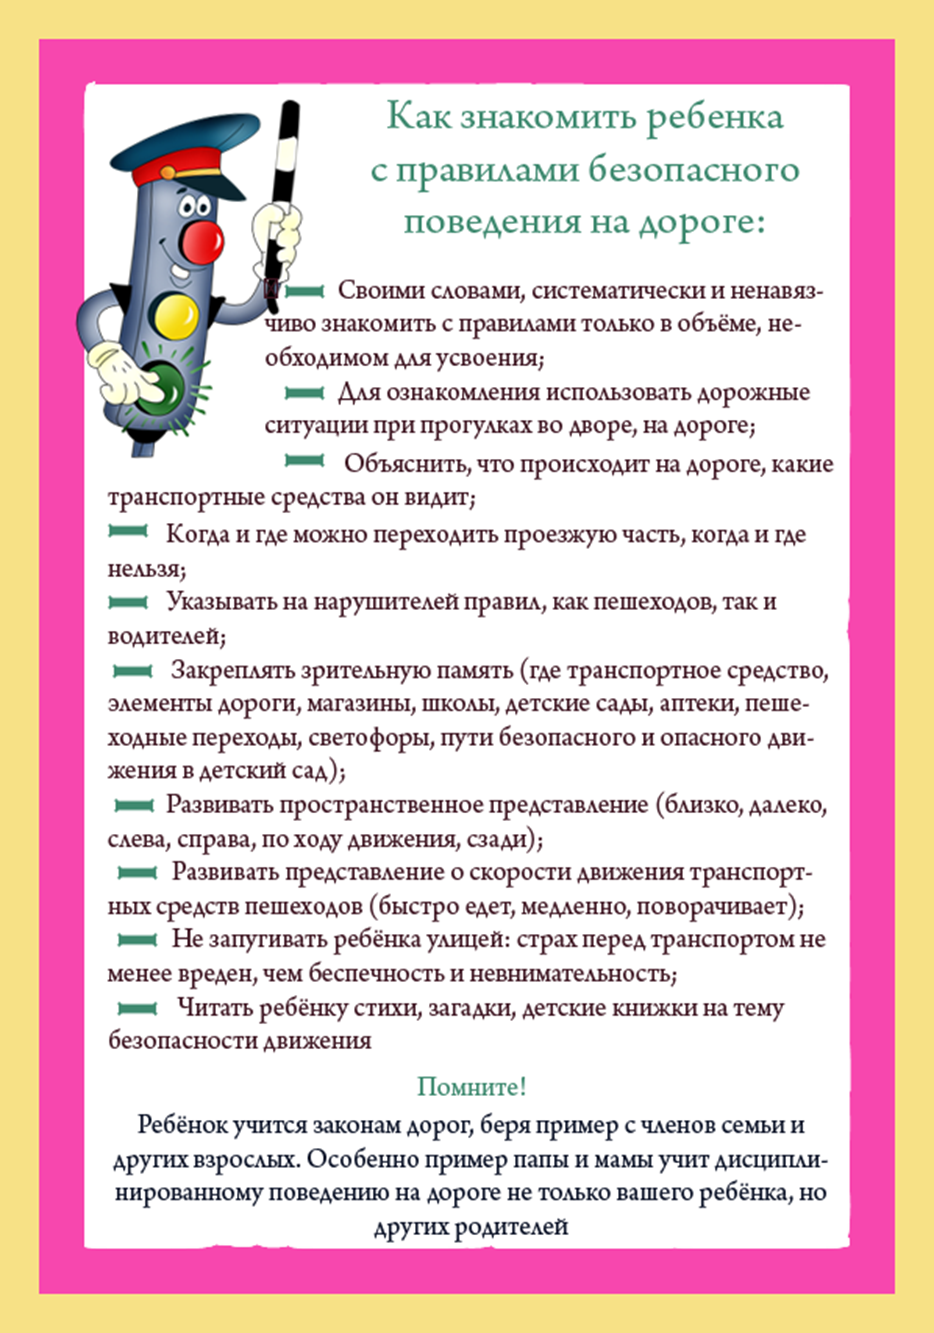 Как знакомить ребенка
с правилами безопасного
поведения на дороге:
Своими словами, систематически и ненавяз-
чиво знакомить с правилами только в объёме, не-
обходимом для усвоения;
Для ознакомления использовать дорожные
ситуации при прогулках во дворе, на дороге;
Объяснить, что происходит на дороге, какие
транспортные средства он видит;
Когда и где можно переходить проезжую часть, когда и где
нельзя;
Указывать на нарушителей правил, как пешеходов, так и
водителей;
Закреплять зрительную память (где транспортное средство,
элементы дороги, магазины, школы, детские сады, аптеки, пеше-
ходные переходы, светофоры, пути безопасного и опасного дви-
жения в детский сад);
Развивать пространственное представление (близко, далеко,
слева, справа, по ходу движения, сзади);
Развивать представление о скорости движения транспорт-
ных средств пешеходов (быстро едет, медленно, поворачивает);
Не запугивать ребёнка улицей: страх перед транспортом не
менее вреден, чем беспечность и невнимательность;
Читать ребёнку стихи, загадки, детские книжки на тему
безопасности движения
Помните!
Ребёнок учится законам дорог, беря пример с членов семьи и
других взрослых. Особенно пример папы и мамы учит дисципли-
нированному поведению на дороге не только вашего ребёнка, но
других родителей